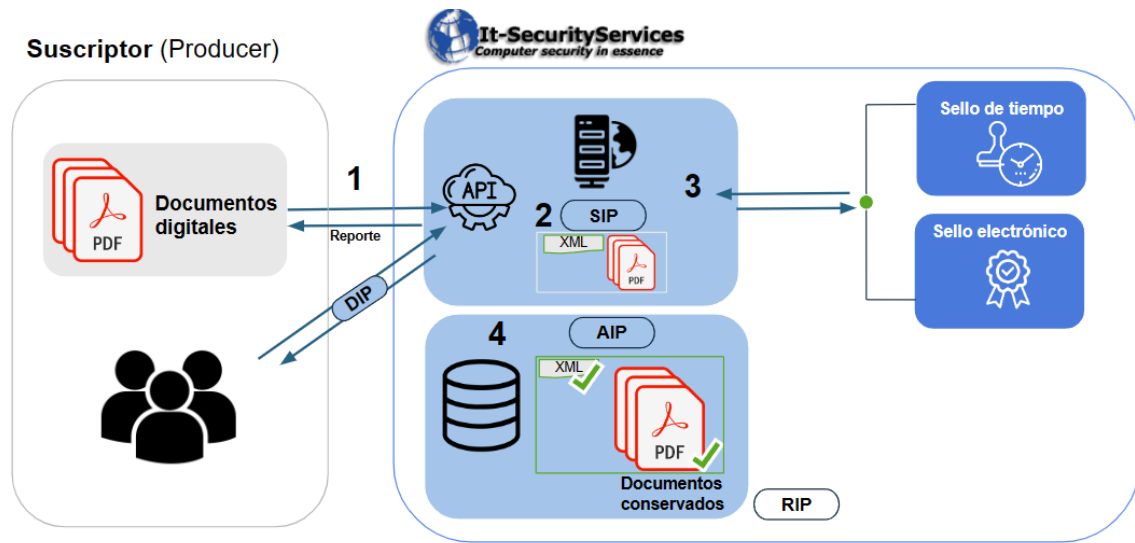 It-SecurityServices
Computer security in essence
Suscriptor (Producer)
Documentos
digitales
PDF
1
Reporte
DIP
API
2
SIP
XML
PDF
3
Sello de tiempo
Sello electrónico
4
AIP
XML
PDF
Documentos
conservados
RIP